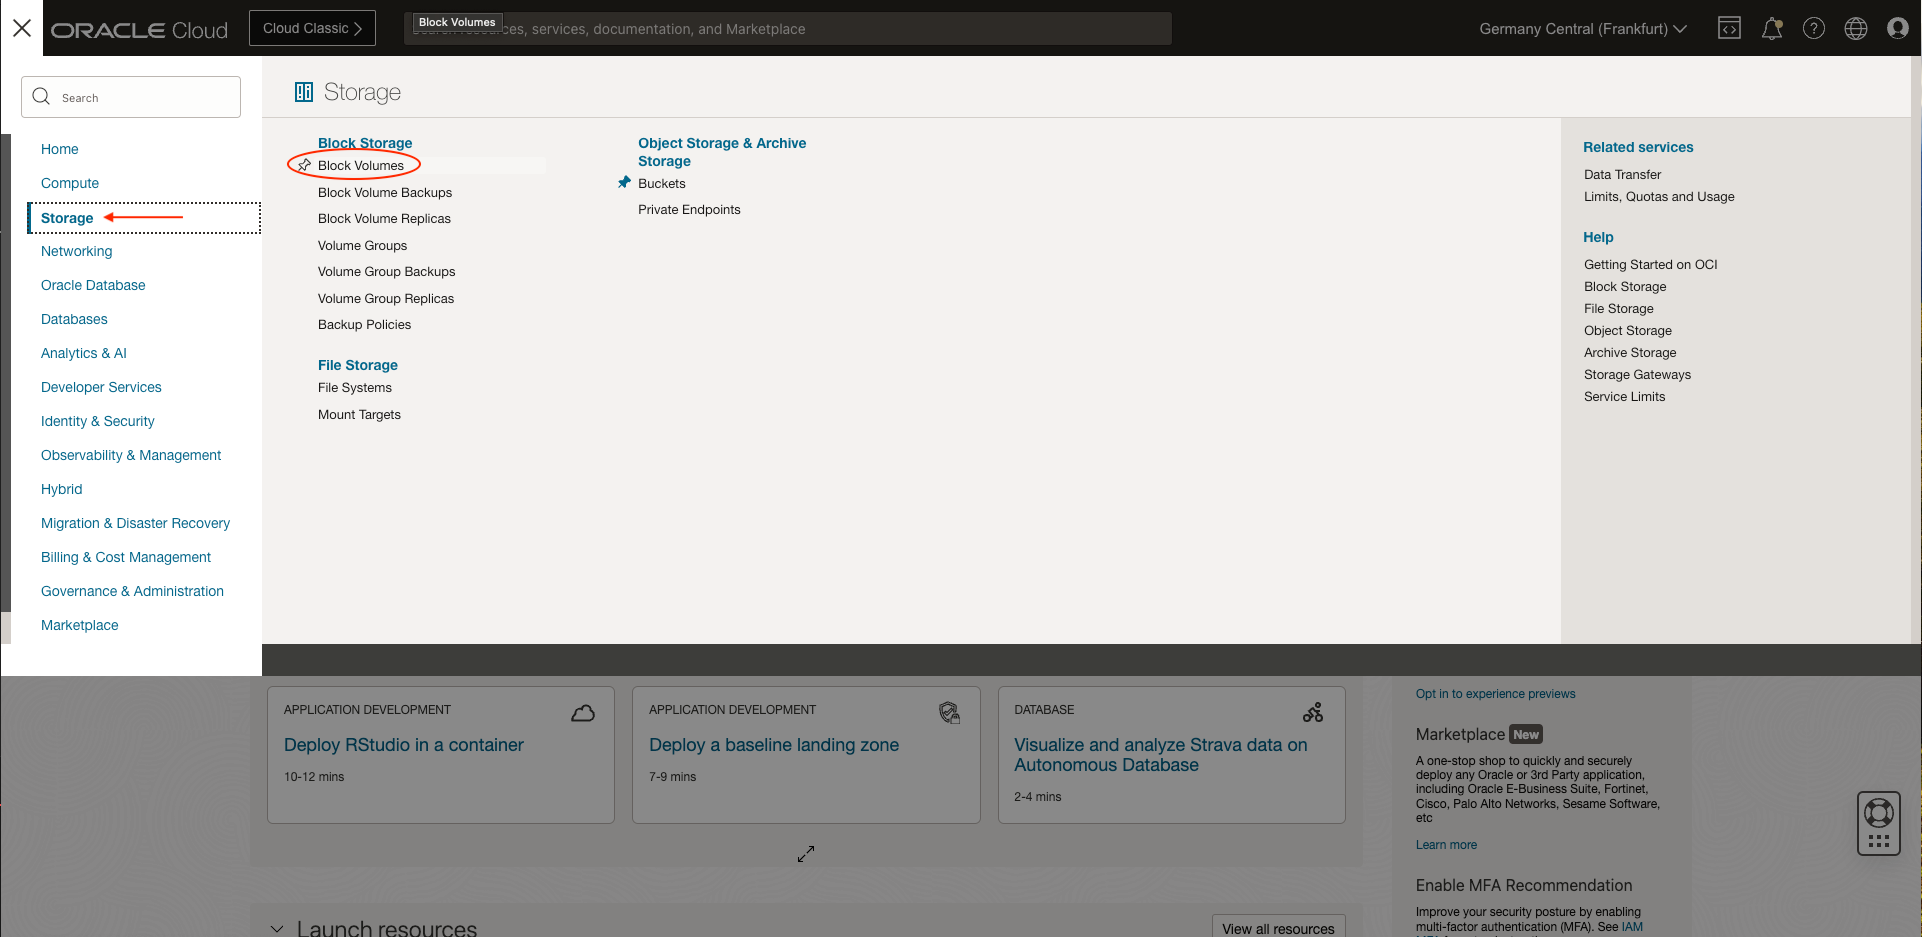 ORACLE Cloud
Cloud Classic
Block Volumes
Search resources, services, documentation, and Marketplace
Germany Central (Frankfurt)
Search
Home
Compute
Storage
Networking
Oracle Database
Databases
Analytics & AI
Developer Services
Identity & Security
Observability & Management
Hybrid
Migration & Disaster Recovery
Billing & Cost Management
Governance & Administration
Marketplace
Storage
Block Storage
Block Volumes
Block Volume Backups
Block Volume Replicas
Volume Groups
Volume Group Backups
Volume Group Replicas
Backup Policies
File Storage
File Systems
Mount Targets
Object Storage & Archive
Storage
Buckets
Private Endpoints
Related services
Data Transfer
Limits, Quotas and Usage
Help
Getting Started on OCI
Block Storage
File Storage
Object Storage
Archive Storage
Storage Gateways
Service Limits
APPLICATION DEVELOPMENT
Deploy RStudio in a container
10-12 mins
APPLICATION DEVELOPMENT
Deploy a baseline landing zone
7-9 mins
DATABASE
Visualize and analyze Strava data on
Autonomous Database
2-4 mins
Launch resources
View all resources
Opt in to experience previews
Marketplace New
A one-stop shop to quickly and securely
deploy any Oracle or 3rd Party application,
including Oracle E-Business Suite, Fortinet,
Cisco, Palo Alto Networks, Sesame Software,
etc
Learn more
Enable MFA Recommendation
Improve your security posture by enabling
multi-factor authentication (MFA). See IAM